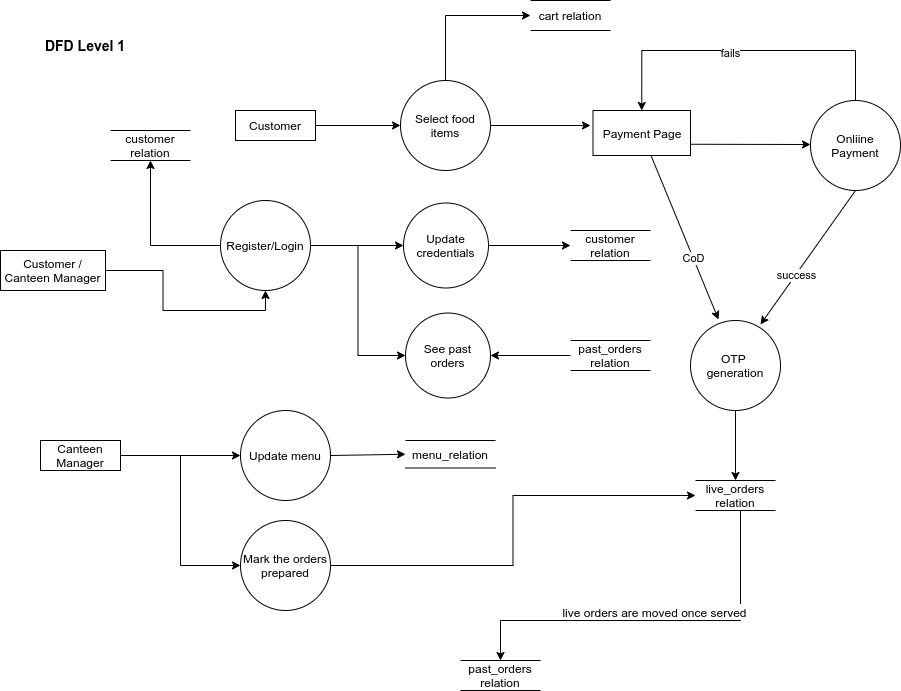 cart relation
DFD Level 1
fails
Customer
Select food
items
Payment Page
Onliine
Payment
customer
relation
Register/Login
Update
credentials
customer
relation
CoD
Customer /
Canteen Manager
success
See past
orders
past_orders
relation
OTP
generation
Canteen
Manager
Update menu
menu_relation
live_orders
relation
Mark the orders
prepared
live orders are moved once served
past_orders
relation